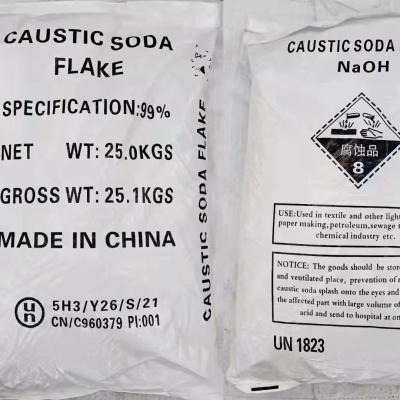 CAUSTIC SODA
FLAKE
SPECIFICATION:99%
NET WT: 25.0KGS
GROSS WT: 25.1KGS
MADE IN CHINA
5H3/Y26/S/21
CN/C960379 PI:001
CAUSTIC SODA FLAKE
CAUSTIC SODA
NaOH
腐蚀品
8
USE:Used in textile and other light
paper making,petroleum,sewage
chemical industry etc.
NOTICE: The goods should be store
and ventilated place, prevention of
caustic soda splash onto the eyes and
the affected part with large volume of
acid and send to hospital at on
UN 1823